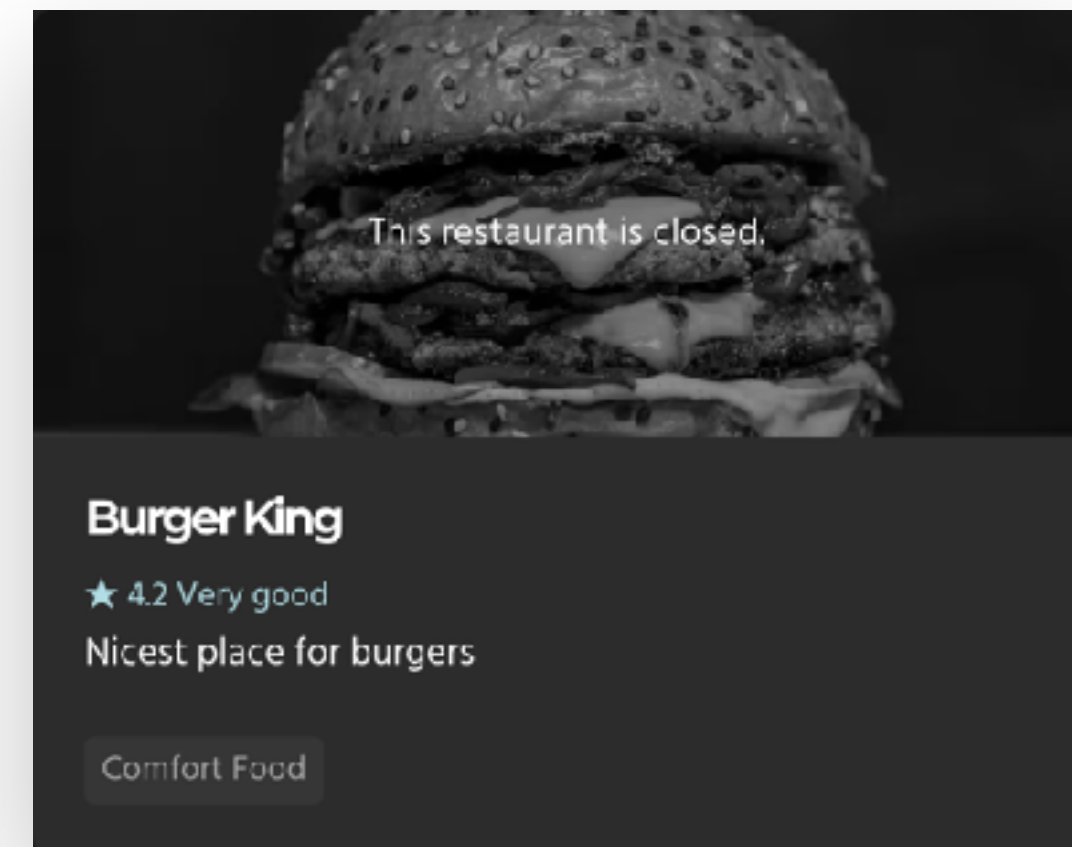 This restaurant is closed.
Burger King
★ 4.2 Very good
Nicest place for burgers
Comfort Food